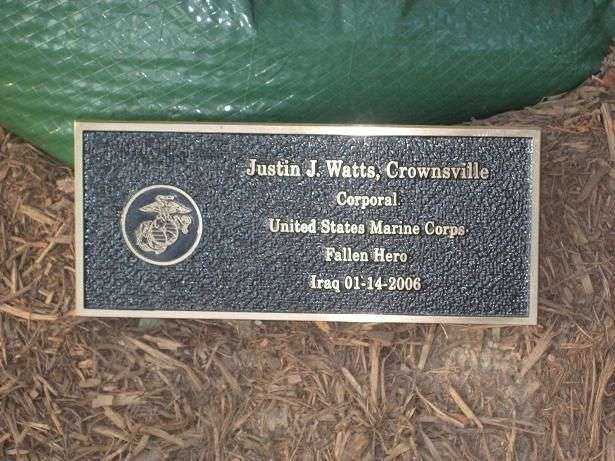 Justin J. Watts, Crownsville
Corporal
United States Marine Corps
Fallen Hero
Iraq 01-14-2006